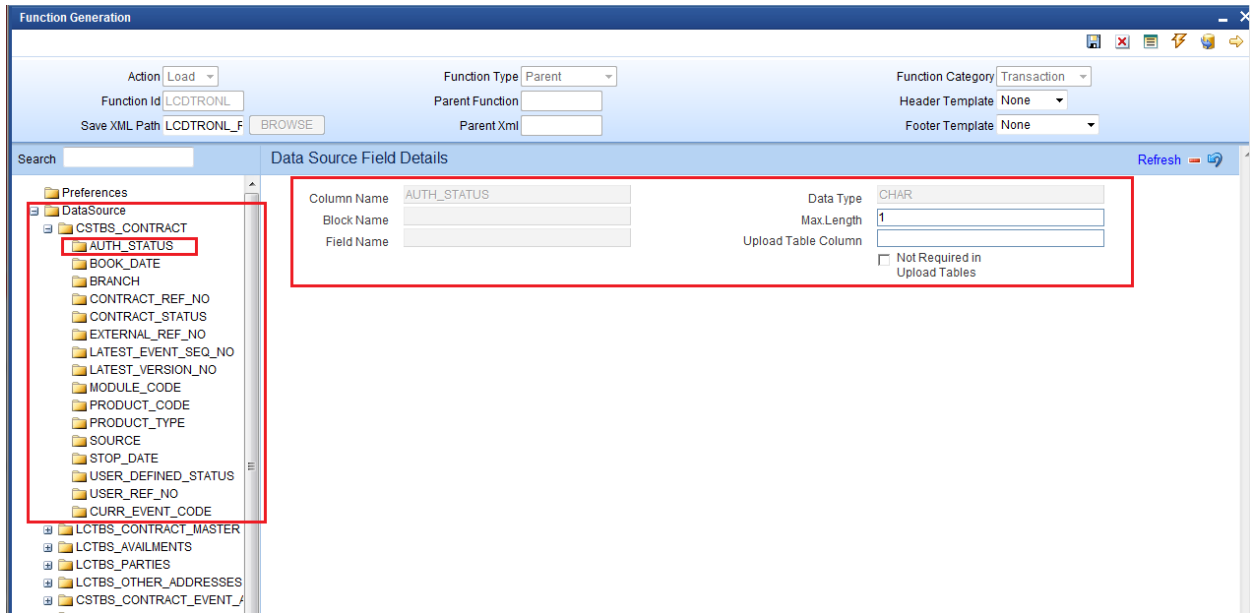 Function Generation
Action Load
Function Type Parent
Function Category Transaction
Function Id LCDTRONL
Parent Function
Header Template None
Save XML Path LCDTRONL_F BROWSE
Parent Xml
Footer Template None
Search
Data Source Field Details
Refresh
Preferences
DataSource
CSTBS_CONTRACT
AUTH_STATUS
BOOK_DATE
BRANCH
CONTRACT_REF_NO
CONTRACT_STATUS
EXTERNAL_REF_NO
LATEST_EVENT_SEQ_NO
LATEST_VERSION_NO
MODULE_CODE
PRODUCT_CODE
PRODUCT_TYPE
SOURCE
STOP_DATE
USER_DEFINED_STATUS
USER_REF_NO
CURR_EVENT_CODE
LCTBS_CONTRACT_MASTER
LCTBS_AVAILMENTS
LCTBS_PARTIES
LCTBS_OTHER_ADDRESSES
CSTBS_CONTRACT_EVENT_
Column Name AUTH_STATUS
Data Type CHAR
Block Name
Max.Length 1
Field Name
Upload Table Column
Not Required in
Upload Tables